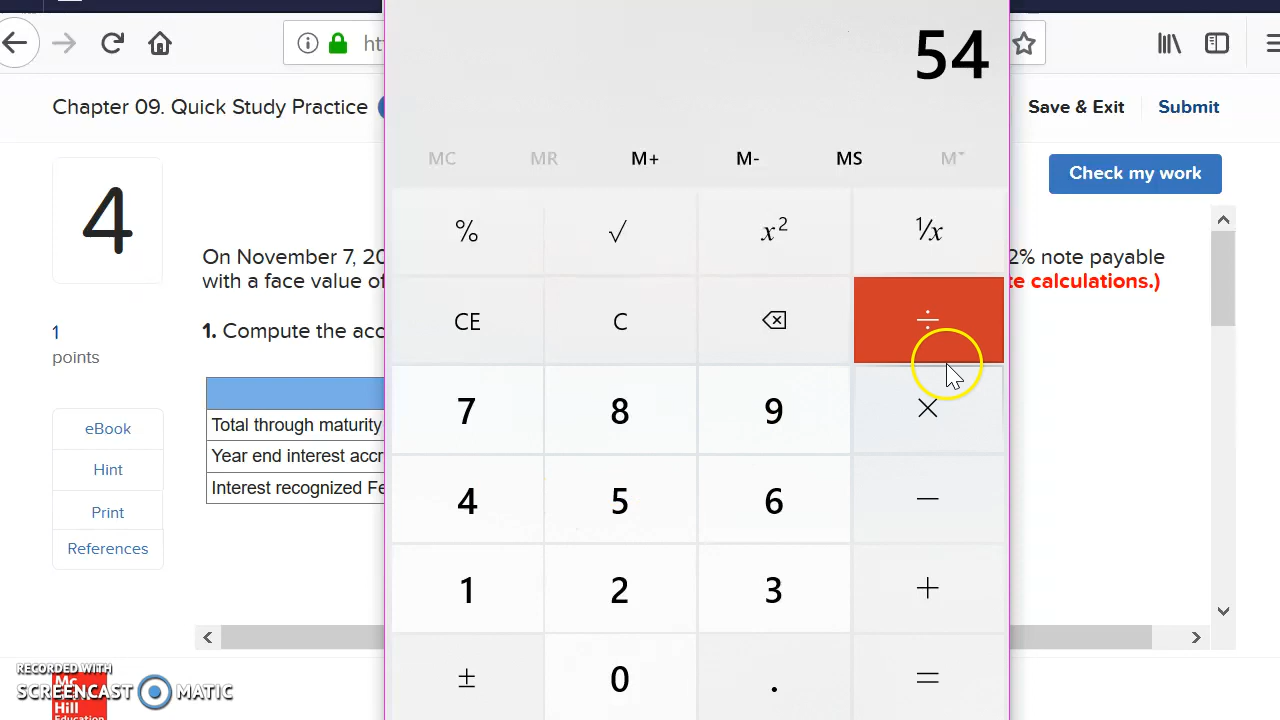 htt
54
Chapter 09. Quick Study Practice
Save & Exit
Submit
MC MR M+ M- MS M
Check my work
4
% √ x² ¹/x
On November 7, 20
2% note payable
with a face value of
te calculations.)
1
points
1. Compute the acc
CE C ÷
Total through maturity
Year end interest accr
Interest recognized Fe
7 8 9 ×
eBook
Hint
Print
References
4 5 6 −
1 2 3 +
± 0 . =
RECORDED WITH
SCREENCAST MATIC
Mc
Hill
Education